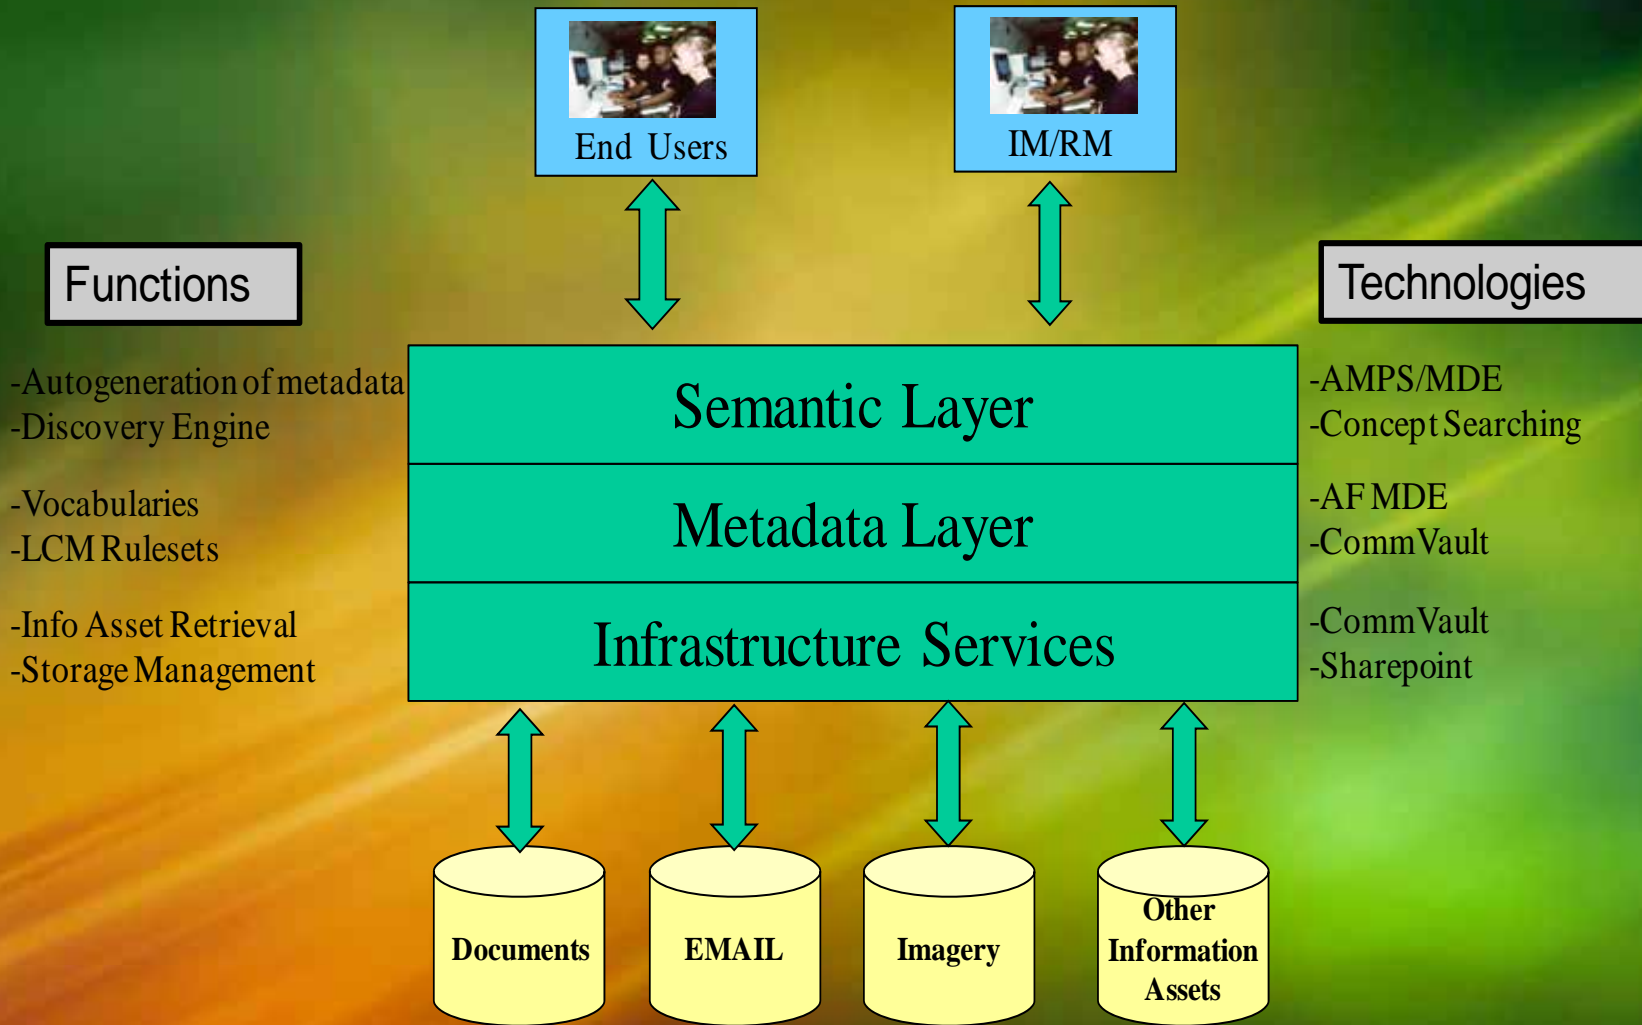 End Users
IM/RM
Functions
Technologies
-Autogeneration of metadata
-Discovery Engine
Semantic Layer
-AMPS/MDE
-Concept Searching
-Vocabularies
-LCM Rulesets
Metadata Layer
-AF MDE
-CommVault
-Info Asset Retrieval
-Storage Management
Infrastructure Services
-CommVault
-Sharepoint
Documents
EMAIL
Imagery
Other
Information
Assets